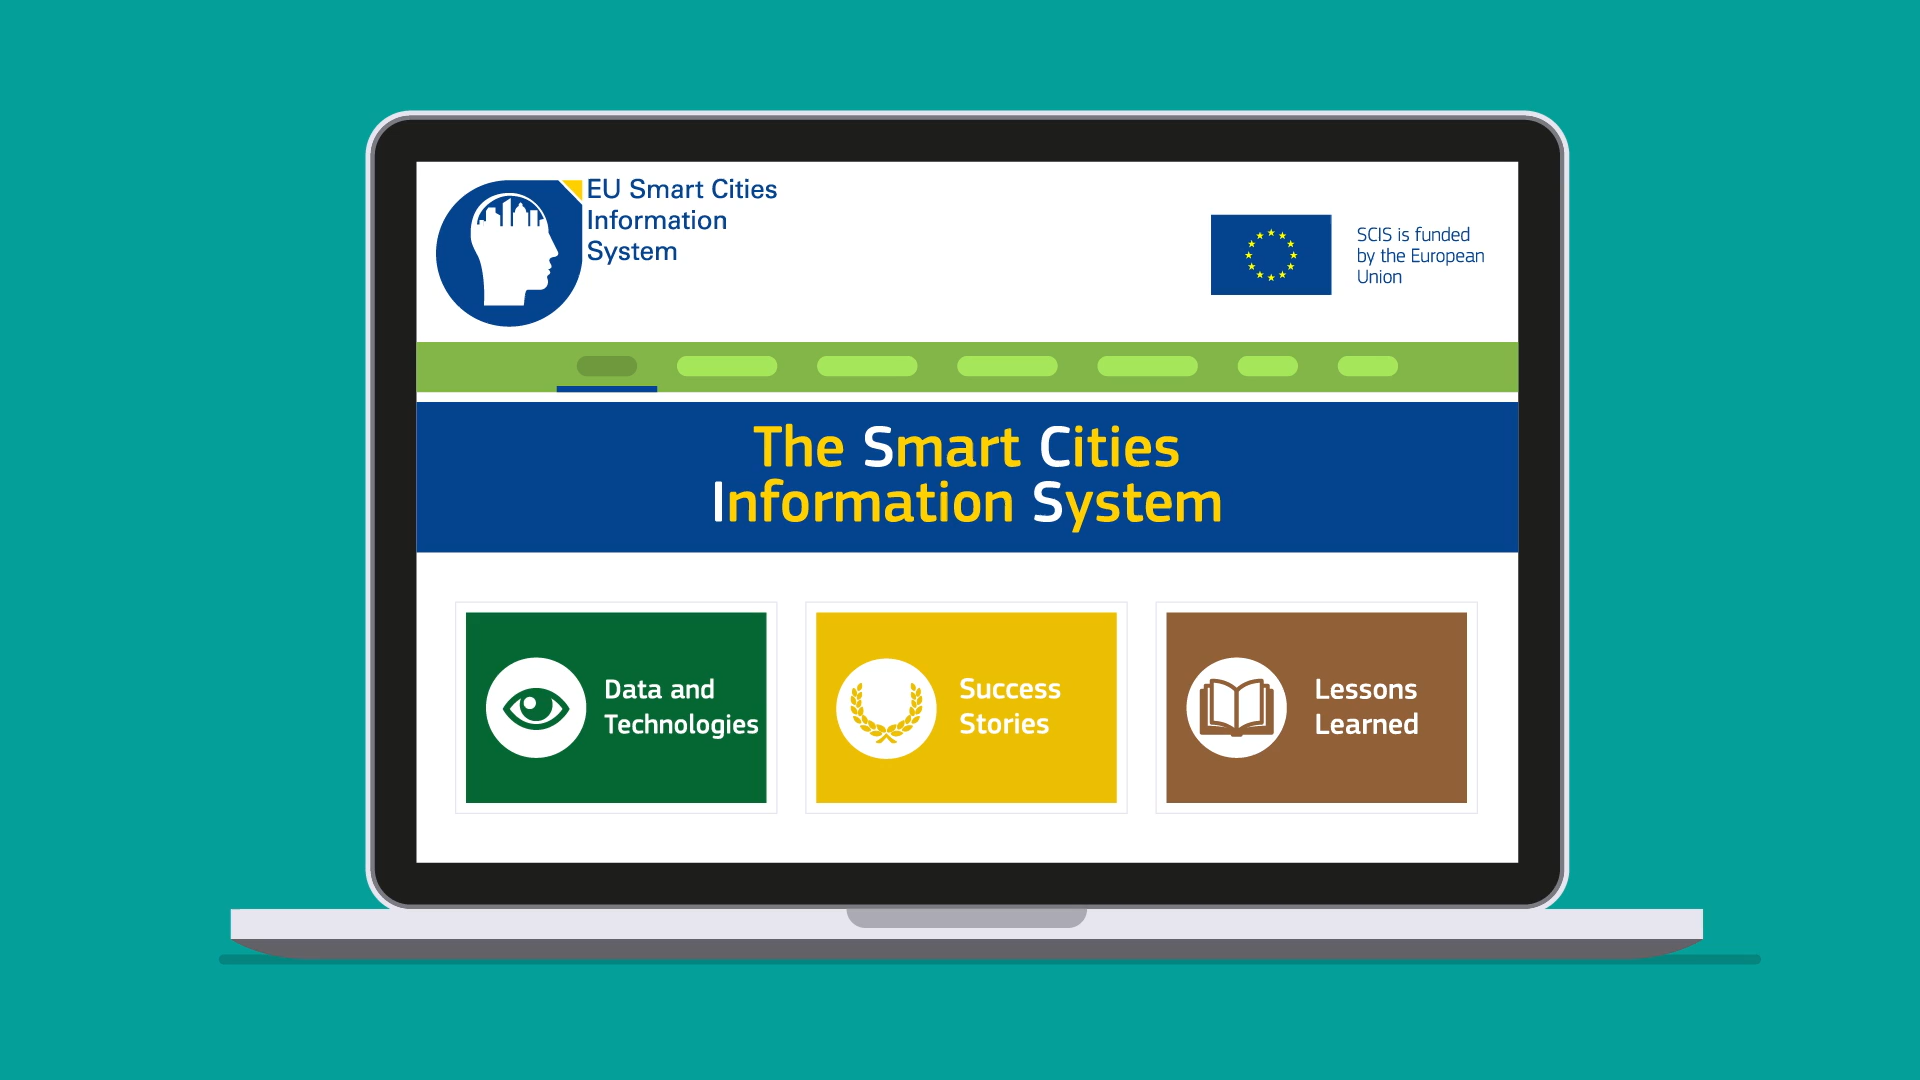 EU Smart Cities
Information
System
SCIS is funded
by the European
Union
The Smart Cities
Information System
Data and
Technologies
Success
Stories
Lessons
Learned